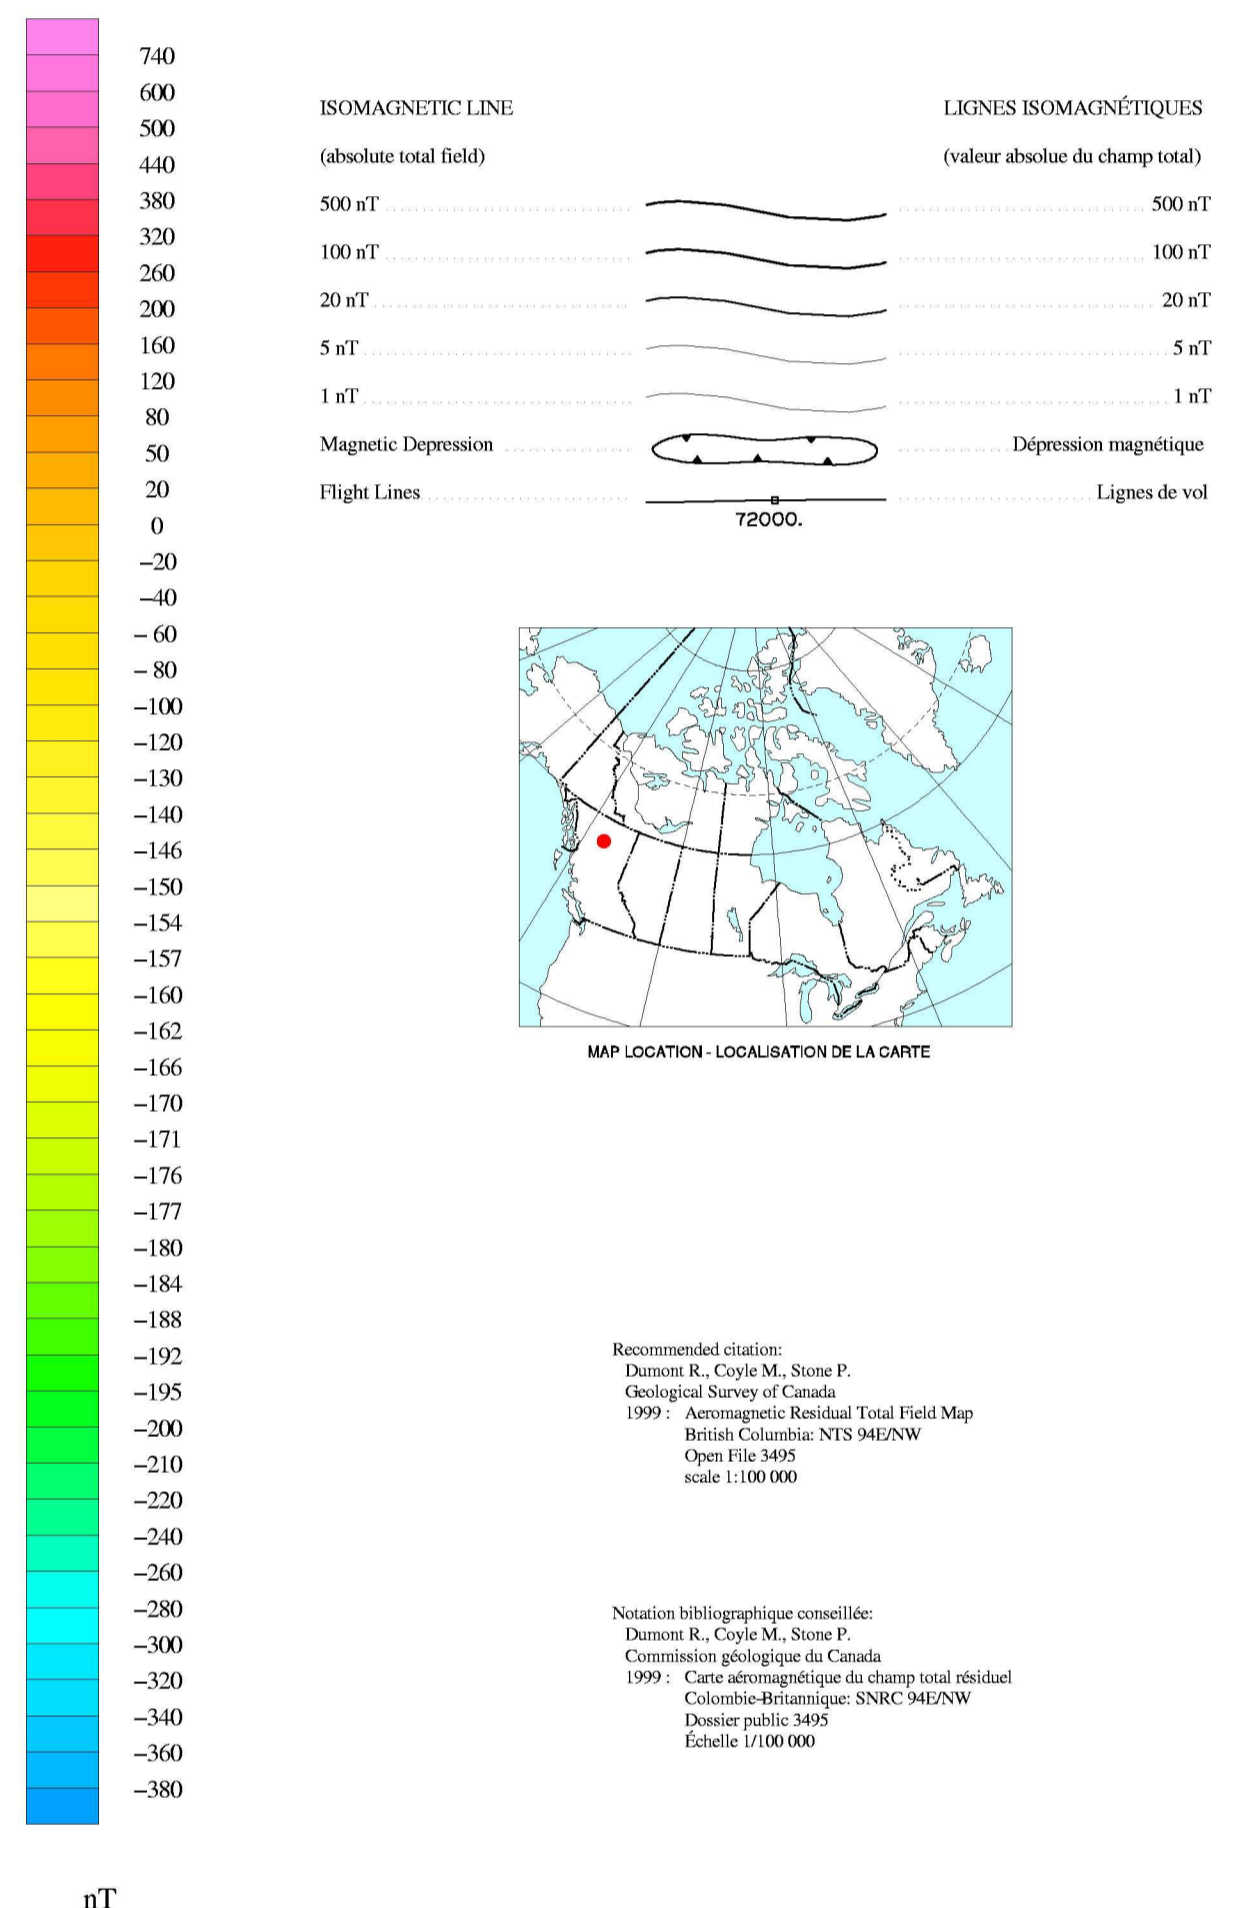 740
600
500
440
380
320
260
200
160
120
80
50
20
0
–20
–40
– 60
– 80
–100
–120
–130
–140
–146
–150
–154
–157
–160
–162
–166
–170
–171
–176
–177
–180
–184
–188
–192
–195
–200
–210
–220
–240
–260
–280
–300
–320
–340
–360
–380
nT
ISOMAGNETIC LINE LIGNES ISOMAGNÉTIQUES
(absolute total field) (valeur absolue du champ total)
500 nT 500 nT
100 nT 100 nT
20 nT 20 nT
5 nT 5 nT
1 nT 1 nT
Magnetic Depression Dépression magnétique
Flight Lines Lignes de vol
72000.
MAP LOCATION - LOCALISATION DE LA CARTE
Recommended citation:
Dumont R., Coyle M., Stone P.
Geological Survey of Canada
1999 : Aeromagnetic Residual Total Field Map
British Columbia: NTS 94E/NW
Open File 3495
scale 1:100 000
Notation bibliographique conseillée:
Dumont R., Coyle M., Stone P.
Commission géologique du Canada
1999 : Carte aéromagnétique du champ total résiduel
Colombie-Britannique: SNRC 94E/NW
Dossier public 3495
Échelle 1/100 000